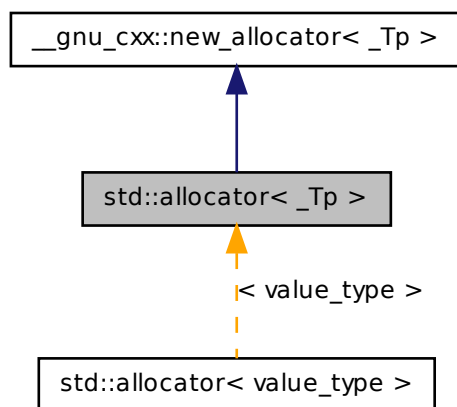 __gnu_cxx::new_allocator< _Tp >
std::allocator< _Tp >
< value_type >
std::allocator< value_type >